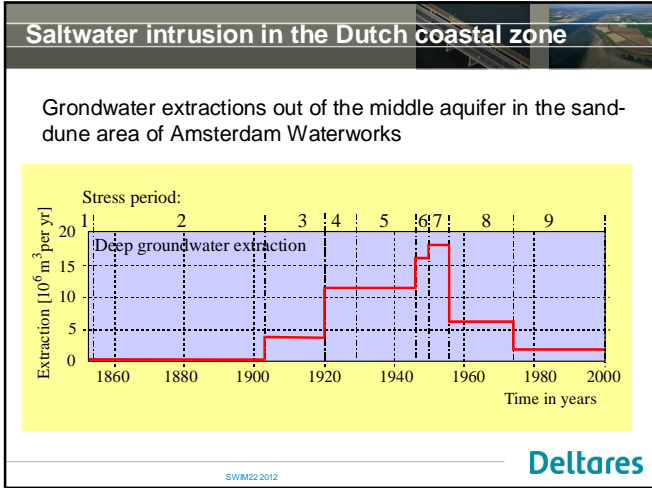 Saltwater intrusion in the Dutch coastal zone
Grondwater extractions out of the middle aquifer in the sand-
dune area of Amsterdam Waterworks
Stress period:
1 2 3 4 5 6 7 8 9
Deep groundwater extraction
Extraction [10⁶ m³ per yr]
20
15
10
5
0
1860 1880 1900 1920 1940 1960 1980 2000
Time in years
SWIM22 2012
Deltares